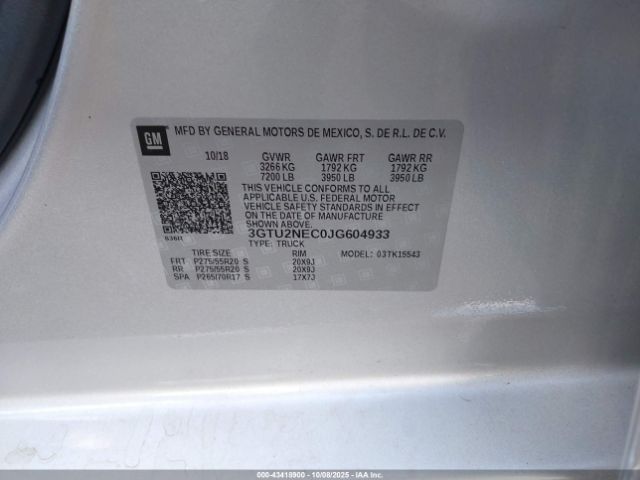 GM
MFD BY GENERAL MOTORS DE MEXICO, S. DE R.L. DE C.V.
10/18 GVWR GAWR FRT GAWR RR
3266 KG 1792 KG 1792 KG
7200 LB 3950 LB 3950 LB
THIS VEHICLE CONFORMS TO ALL
APPLICABLE U.S. FEDERAL MOTOR
VEHICLE SAFETY STANDARDS IN
EFFECT ON THE DATE OF
MANUFACTURE SHOWN ABOVE.
3GTU2NEC0JG604933
TYPE: TRUCK
TIRE SIZE RIM MODEL: 03TK15543
FRT P275/55R20 S 20X9J
RR P275/55R20 S 20X9J
SPA P265/70R17 S 17X7J
000-43418900 | 10/08/2025 - IAAI.COM